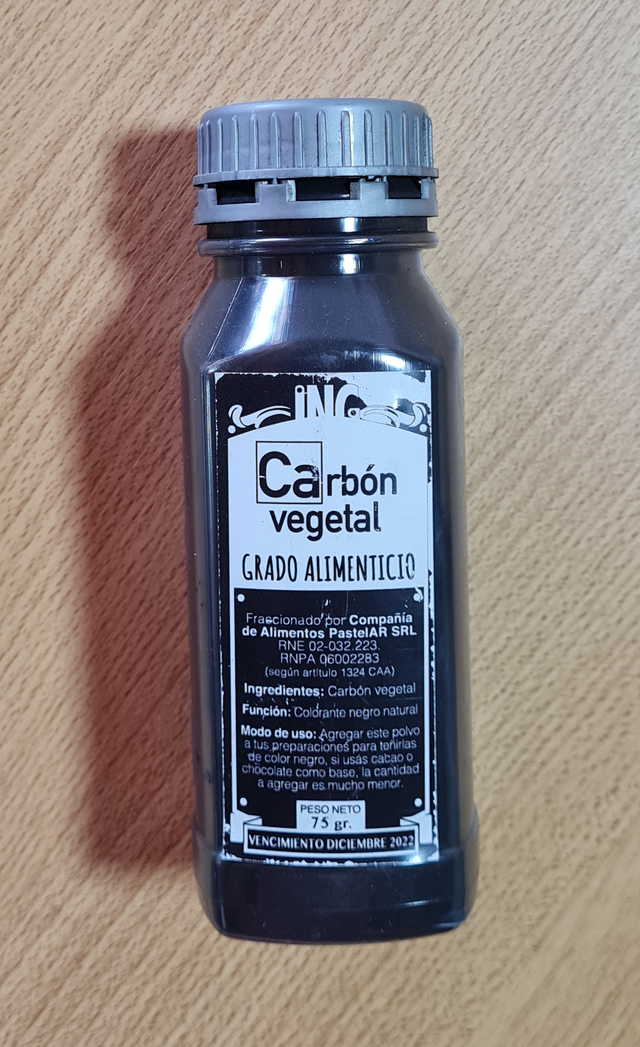 iNG
Carbón
vegetal
GRADO ALIMENTICIO
Fraccionado por Compañía
de Alimentos PastelAR SRL
RNE 02-032.223.
RNPA 06002283
(según artítulo 1324 CAA)
Ingredientes: Carbón vegetal
Función: Colorante negro natural
Modo de uso: Agregar este polvo
a tus preparaciones para teñirlas
de color negro, si usás cacao o
chocolate como base, la cantidad
a agregar es mucho menor.
PESO NETO
75 gr.
VENCIMIENTO DICIEMBRE 2022